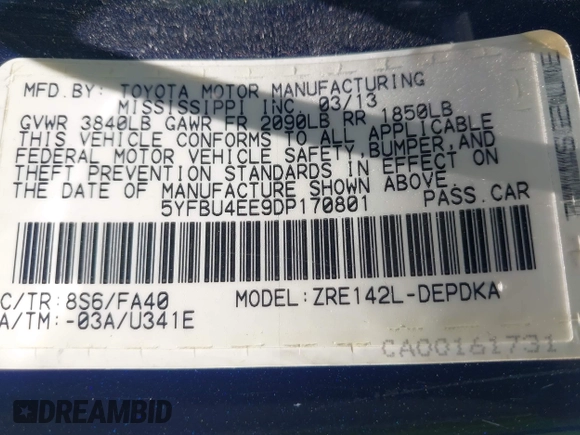 MFD.BY: TOYOTA MOTOR MANUFACTURING
MISSISSIPPI INC. 03/13
GVWR 3840LB GAWR FR 2090LB RR 1850LB
THIS VEHICLE CONFORMS TO ALL APPLICABLE
FEDERAL MOTOR VEHICLE SAFETY,BUMPER,AND
THEFT PREVENTION STANDARDS IN EFFECT ON
THE DATE OF MANUFACTURE SHOWN ABOVE.
5YFBU4EE9DP170801 PASS.CAR
C/TR:8S6/FA40 MODEL:ZRE142L-DEPDKA
A/TM:-03A/U341E
CA00161731
DREAMBID